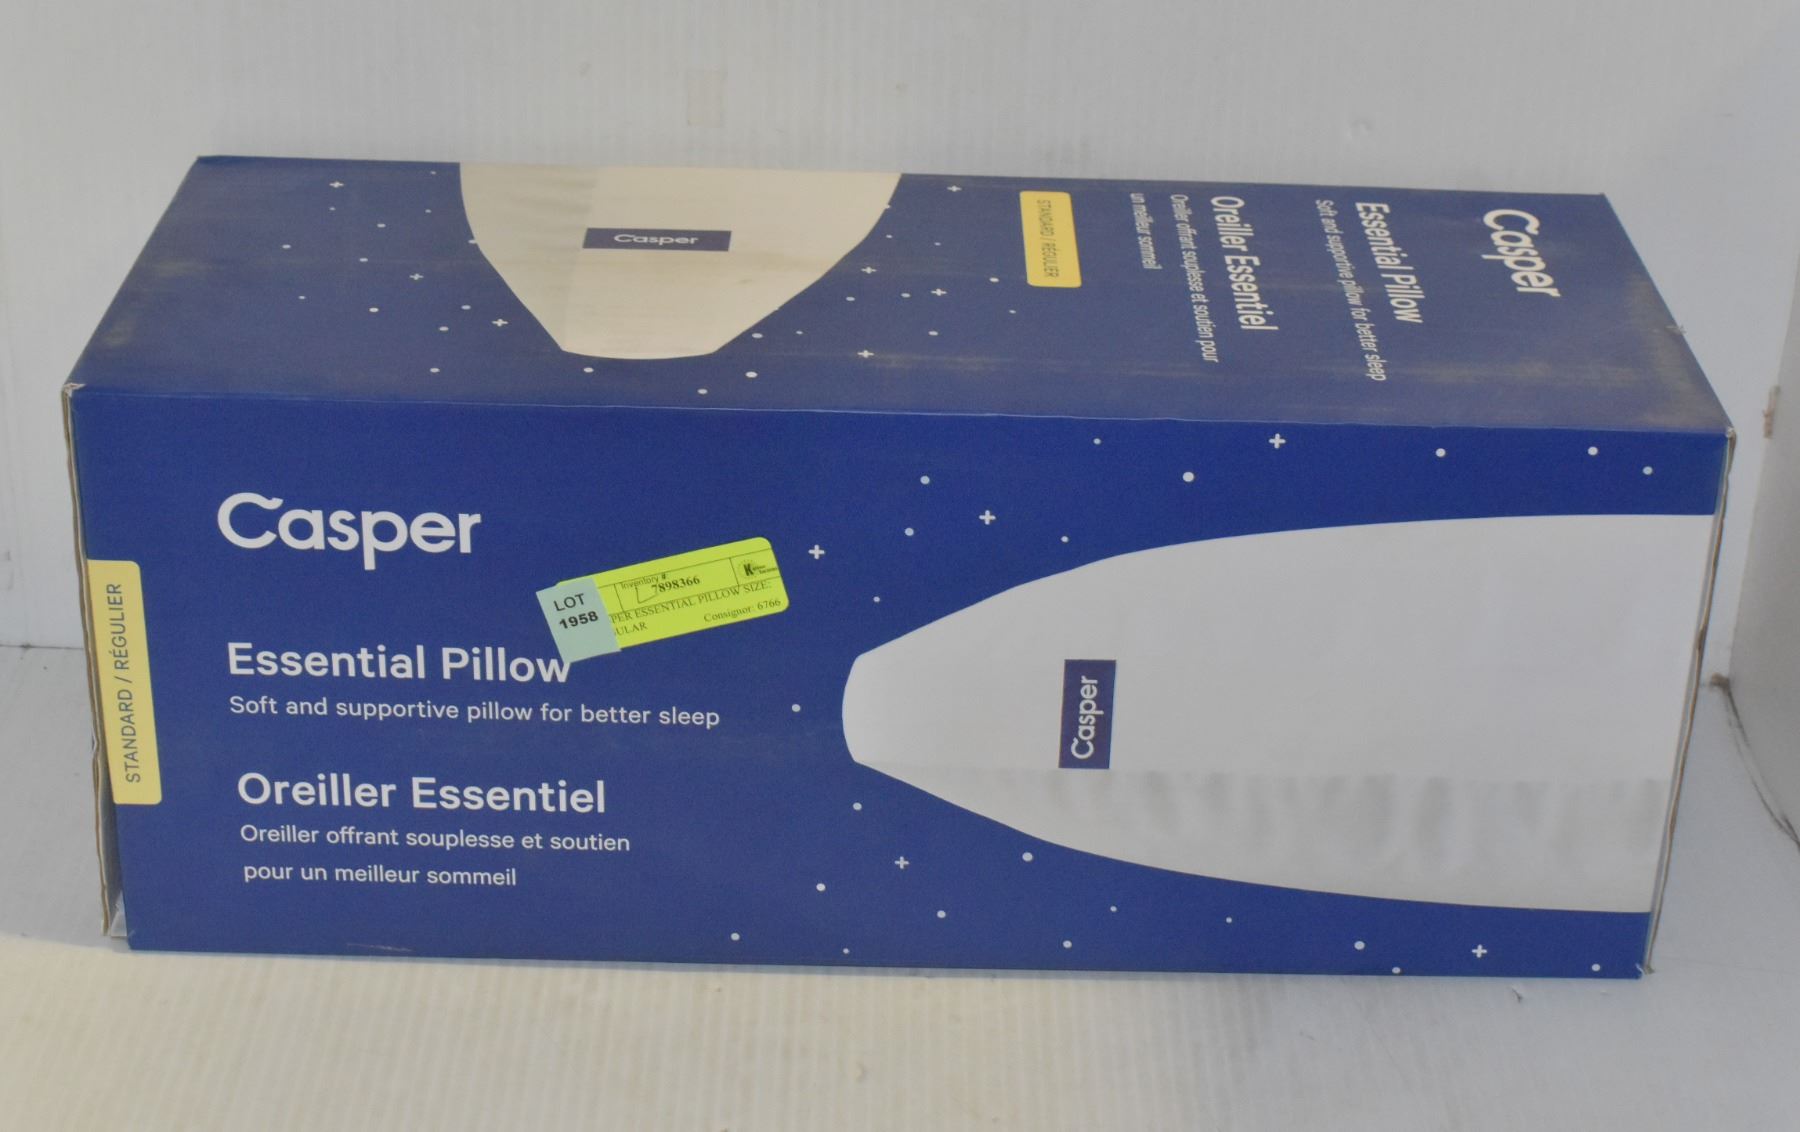 Casper
Essential Pillow
Soft and supportive pillow for better sleep
Oreiller Essentiel
Oreiller offrant souplesse et soutien pour
un meilleur sommeil
STANDARD / RÉGULIER
Casper
Casper
STANDARD / RÉGULIER
LOT
1958
Inventory #
7898366
PER ESSENTIAL PILLOW SIZE:
ULAR
Consignor: 6766
Essential Pillow
Soft and supportive pillow for better sleep
Oreiller Essentiel
Oreiller offrant souplesse et soutien
pour un meilleur sommeil
Casper